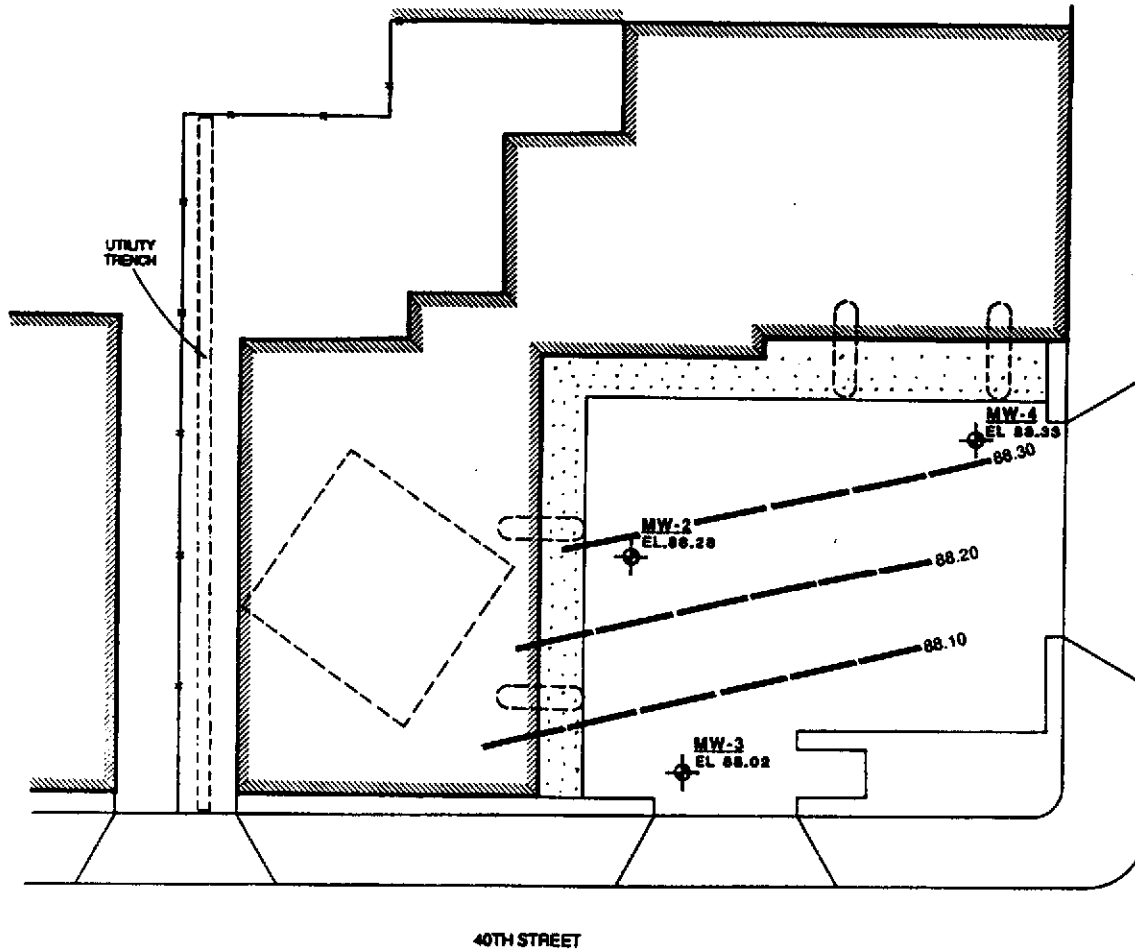 UTILITY
TRENCH
MW-4
EL 88.33
88.30
MW-2
EL.88.28
88.20
88.10
MW-3
EL 88.02
40TH STREET